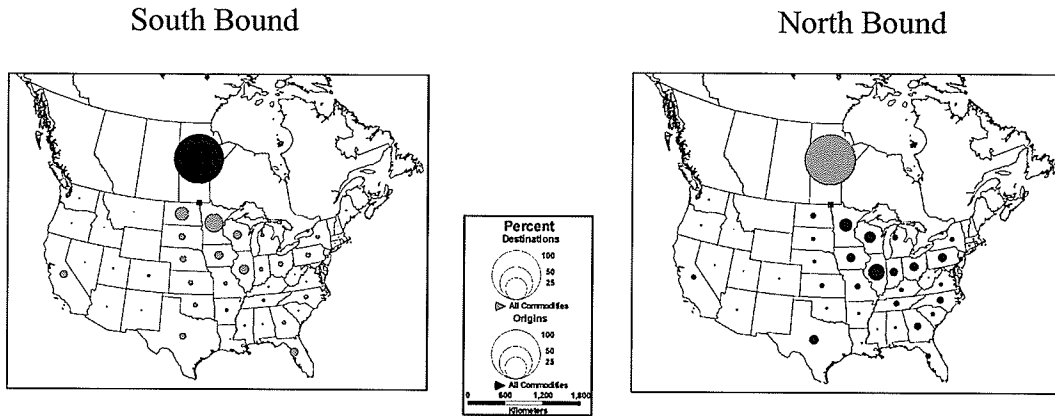 South Bound
North Bound
Percent
Destinations
100
50
25
All Commodities
Origins
100
50
25
All Commodities
0 600 1,200 1,800
Kilometers